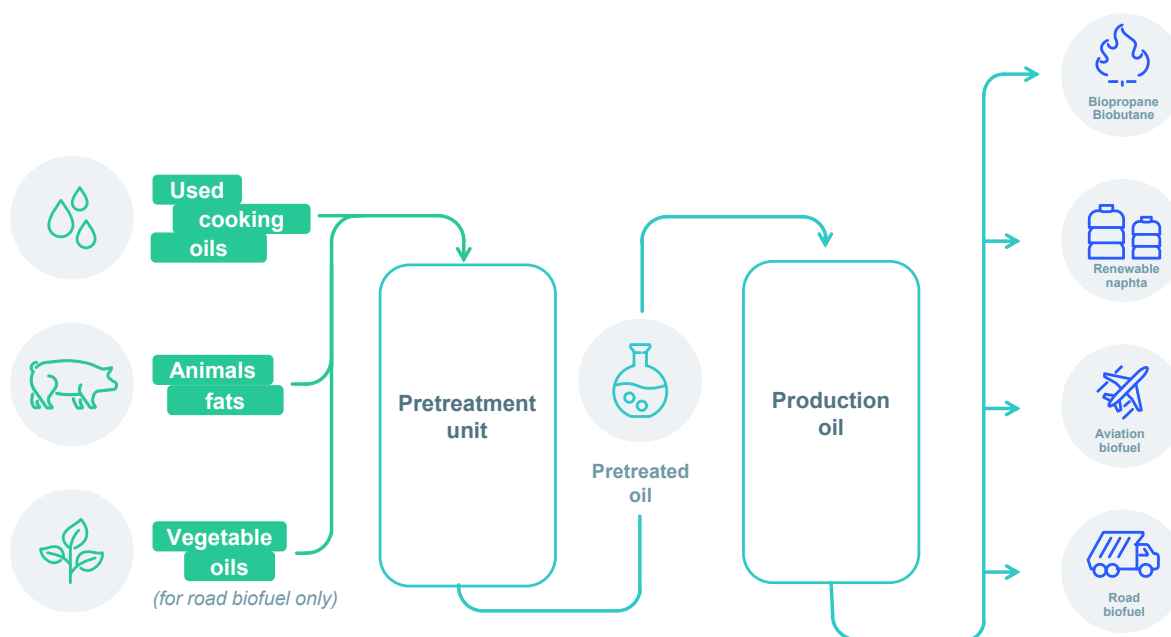 Used
cooking
oils
Animals
fats
Vegetable
oils
(for road biofuel only)
Pretreatment
unit
Pretreated
oil
Production
oil
Biopropane
Biobutane
Renewable
naphta
Aviation
biofuel
Road
biofuel